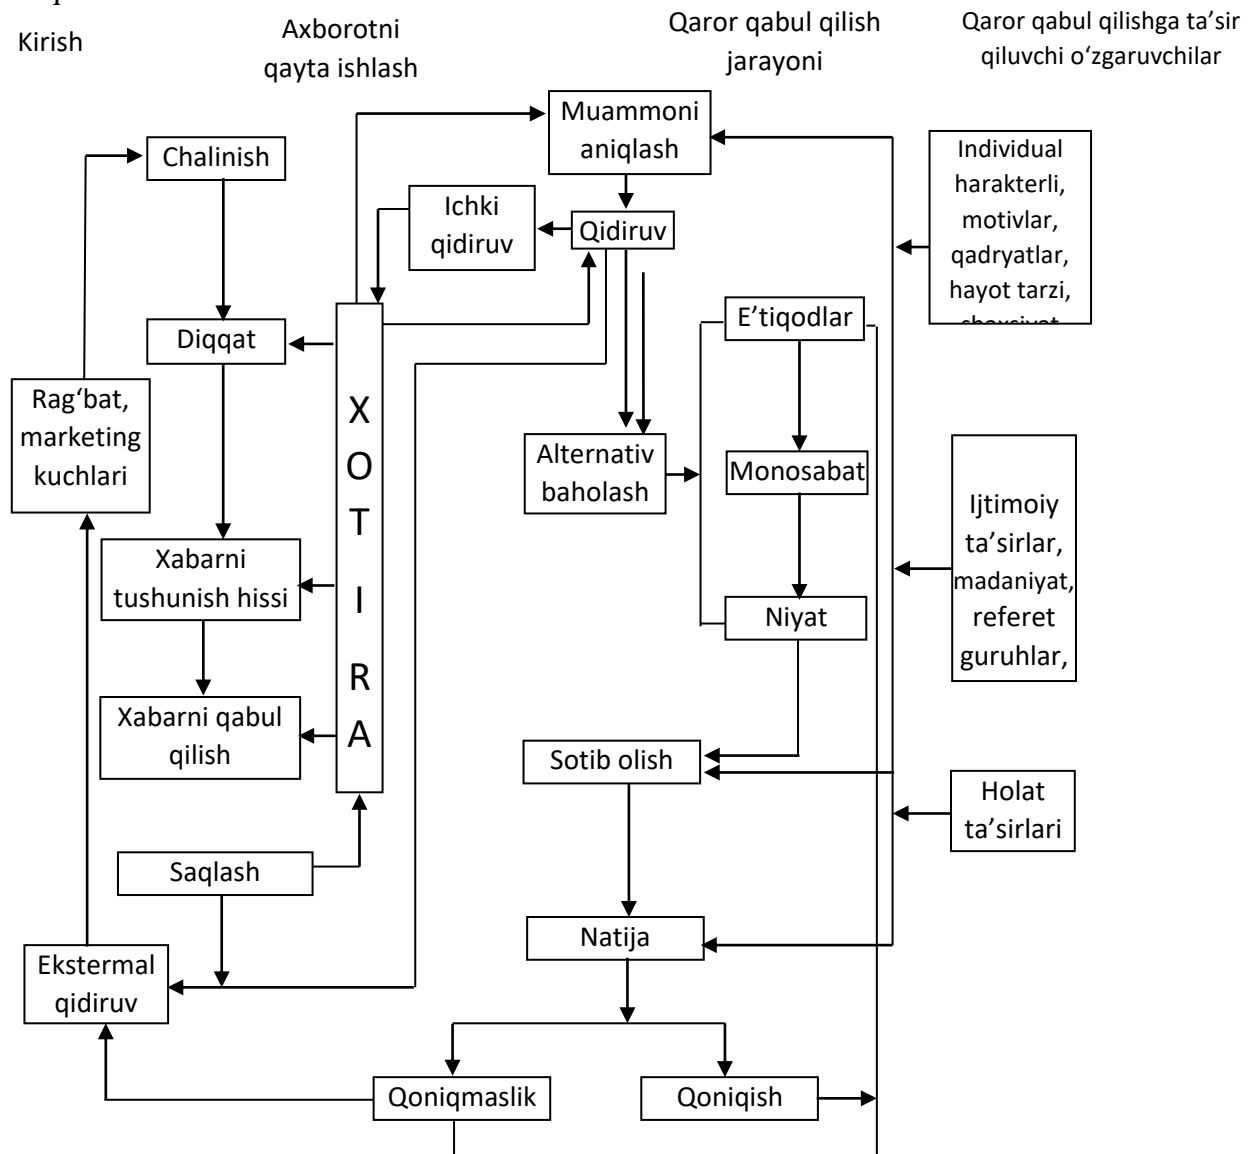 Kirish
Axborotni
qayta ishlash
Qaror qabul qilish
jarayoni
Qaror qabul qilishga ta’sir
qiluvchi o‘zgaruvchilar
Chalinish
Diqqat
Rag‘bat,
marketing
kuchlari
Xabarni
tushunish hissi
Xabarni qabul
qilish
Saqlash
Ekstermal
qidiruv
X
O
T
I
R
A
Muammoni
aniqlash
Ichki
qidiruv
Qidiruv
Alternativ
baholash
E’tiqodlar
Monosabat
Niyat
Sotib olish
Natija
Qoniqmaslik
Qoniqish
Individual
harakterli,
motivlar,
qadryatlar,
hayot tarzi,
shaxsiyat
Ijtimoiy
ta’sirlar,
madaniyat,
referet
guruhlar,
Holat
ta’sirlari